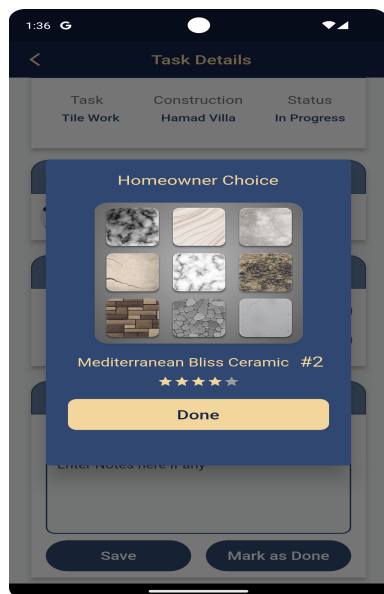 1:36 G
Task Details
Task Construction Status
Tile Work Hamad Villa In Progress
Homeowner Choice
Mediterranean Bliss Ceramic #2
Done
Enter Notes here if any
Save Mark as Done